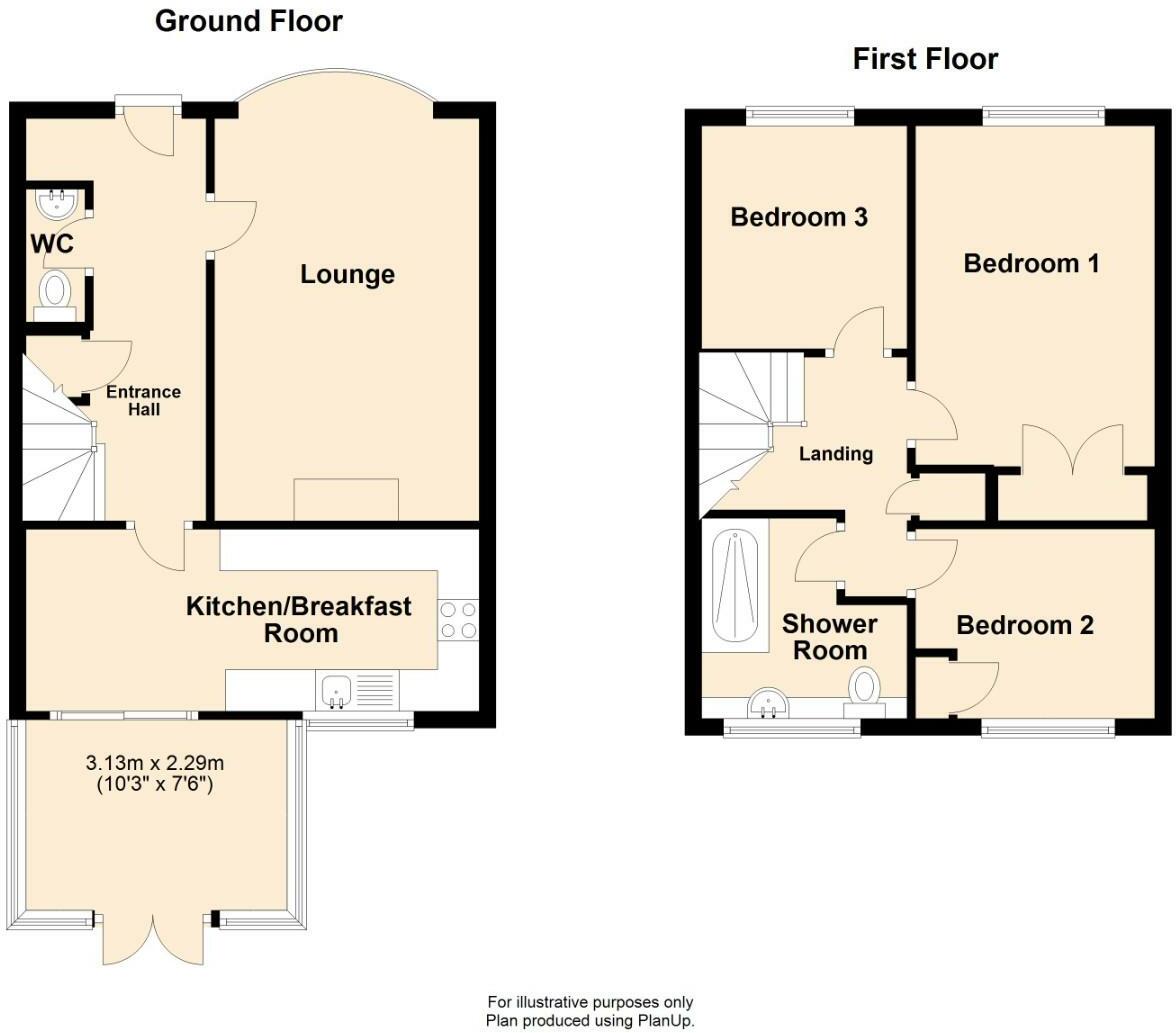 Ground Floor
First Floor
WC
Lounge
Entrance
Hall
Kitchen/Breakfast
Room
3.13m x 2.29m
(10'3" x 7'6")
Bedroom 3
Bedroom 1
Landing
Shower
Room
Bedroom 2
For illustrative purposes only
Plan produced using PlanUp.